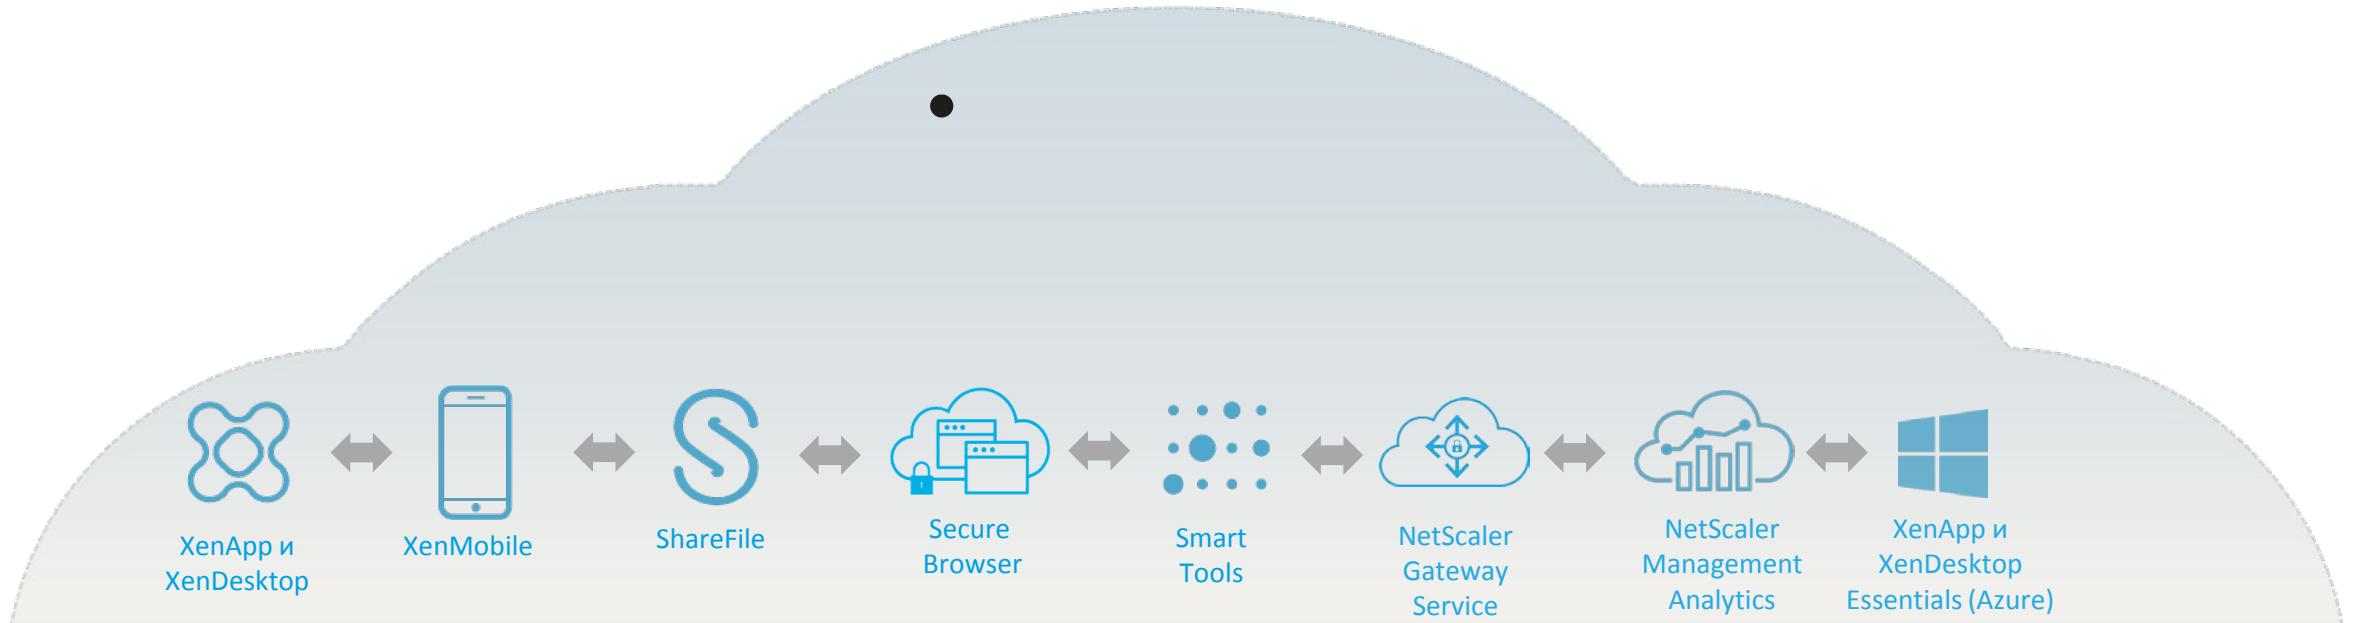 XenApp и
XenDesktop
XenMobile
ShareFile
Secure
Browser
Smart
Tools
NetScaler
Gateway
Service
NetScaler
Management
Analytics
XenApp и
XenDesktop
Essentials (Azure)